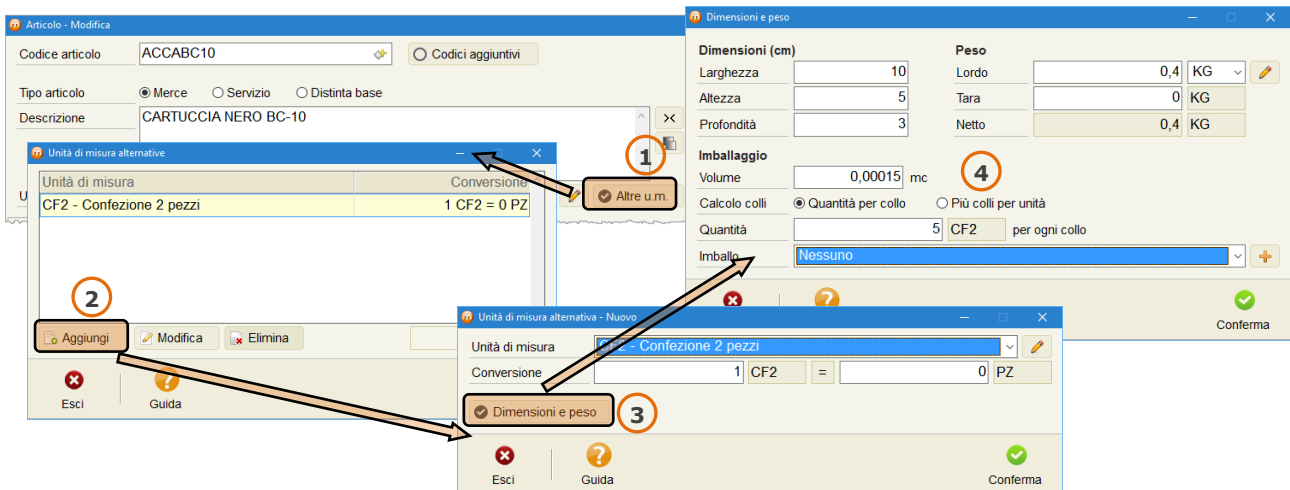 Articolo - Modifica
Codice articolo ACCABC10 Codici aggiuntivi
Tipo articolo Merce Servizio Distinta base
Descrizione CARTUCCIA NERO BC-10
1
U Altre u.m.
Unità di misura alternative
Unità di misura Conversione
CF2 - Confezione 2 pezzi 1 CF2 = 0 PZ
2
Aggiungi Modifica Elimina
Esci Guida
Unità di misura alternativa - Nuovo
Unità di misura CF2 - Confezione 2 pezzi
Conversione 1 CF2 = 0 PZ
Dimensioni e peso 3
Esci Guida Conferma
Dimensioni e peso
Dimensioni (cm) Peso
Larghezza 10 Lordo 0,4 KG
Altezza 5 Tara 0 KG
Profondità 3 Netto 0,4 KG
Imballaggio
Volume 0,00015 mc 4
Calcolo colli Quantità per collo Più colli per unità
Quantità 5 CF2 per ogni collo
Imballo Nessuno
Conferma